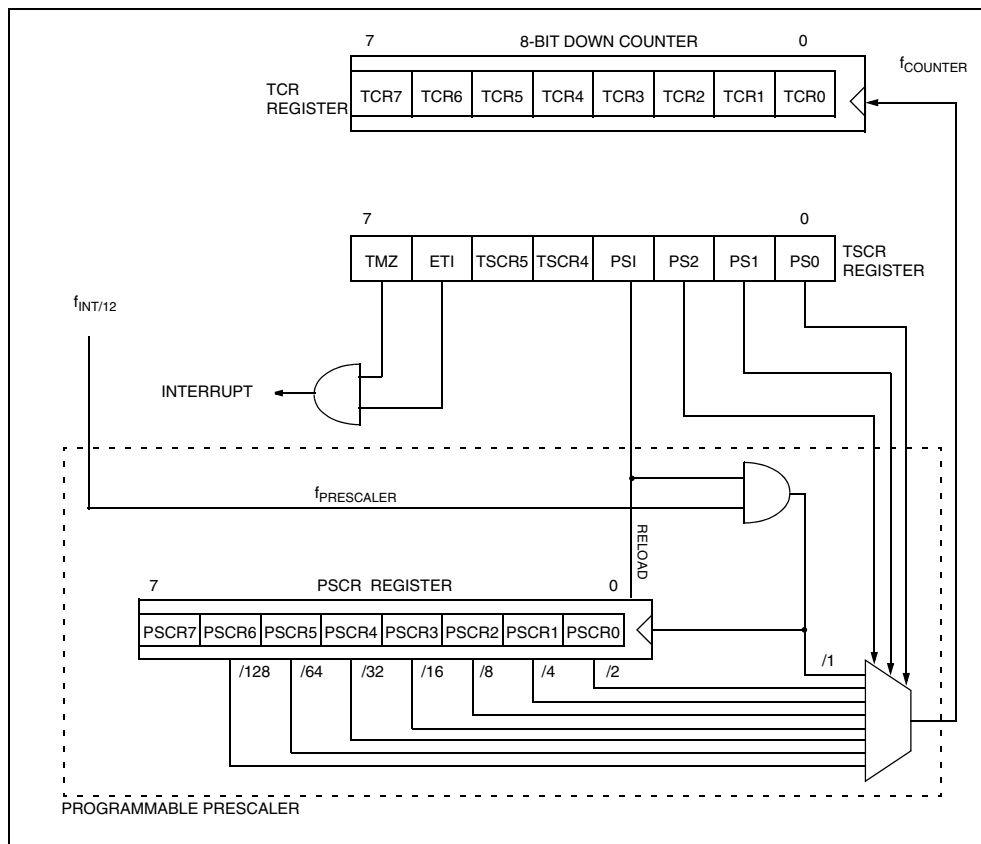 7 8-BIT DOWN COUNTER 0
fCOUNTER
TCR
REGISTER
TCR7 TCR6 TCR5 TCR4 TCR3 TCR2 TCR1 TCR0
7 0
TMZ ETI TSCR5 TSCR4 PSI PS2 PS1 PS0
TSCR
REGISTER
fINT/12
INTERRUPT
fPRESCALER
RELOAD
7 PSCR REGISTER 0
PSCR7 PSCR6 PSCR5 PSCR4 PSCR3 PSCR2 PSCR1 PSCR0
/128 /64 /32 /16 /8 /4 /2 /1
PROGRAMMABLE PRESCALER